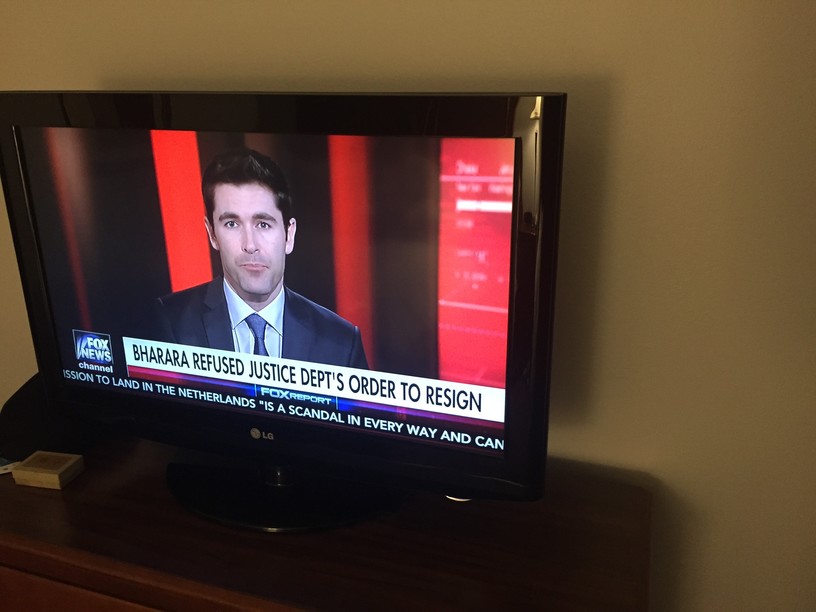 FOX
NEWS
channel
BHARARA REFUSED JUSTICE DEPT'S ORDER TO RESIGN
FOX REPORT
ISSION TO LAND IN THE NETHERLANDS "IS A SCANDAL IN EVERY WAY AND CAN
LG